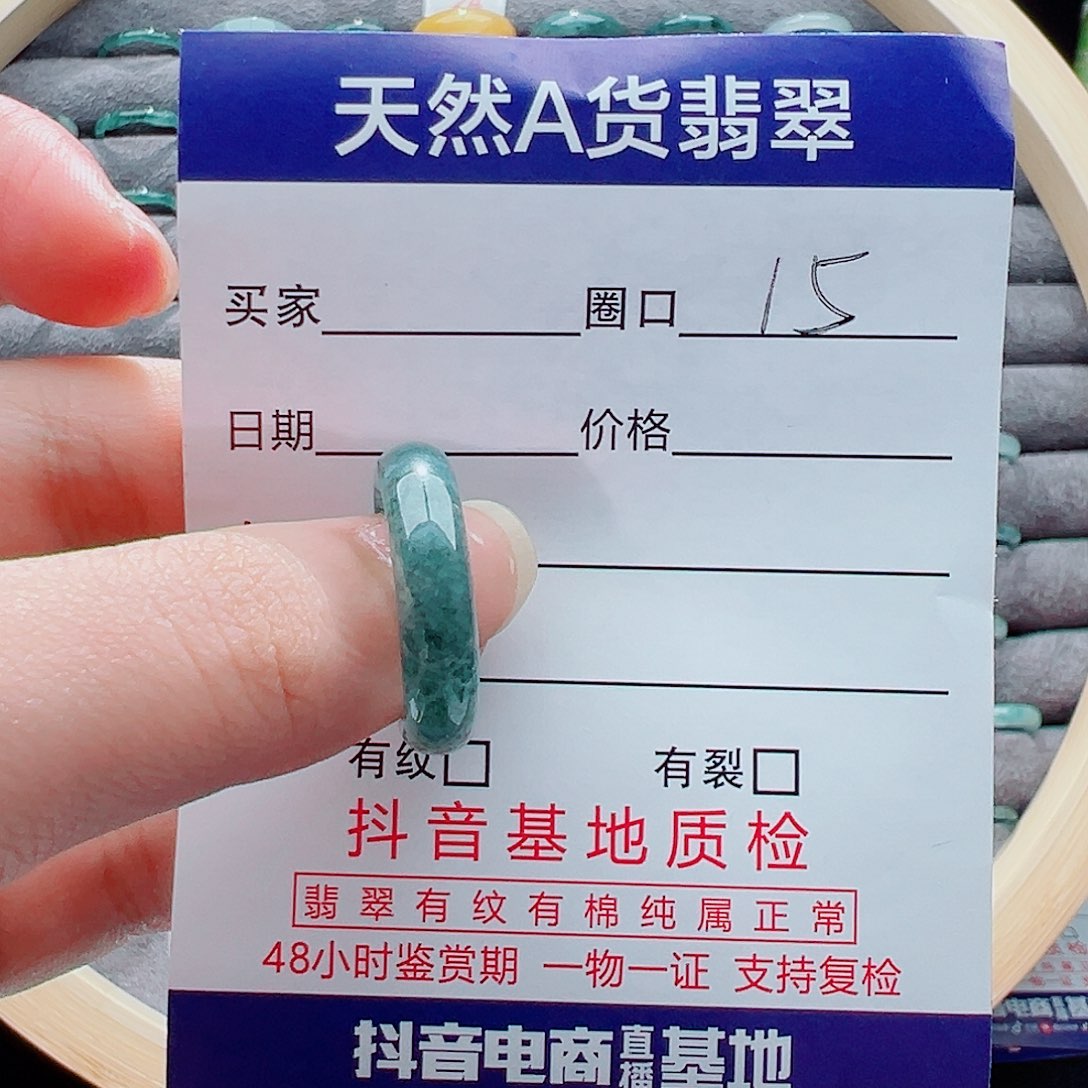 天然A货翡翠
买家 圈口 15
日期 价格
有纹□ 有裂□
抖音基地质检
翡翠有纹有棉纯属正常
48小时鉴赏期 一物一证 支持复检
抖音电商直播基地